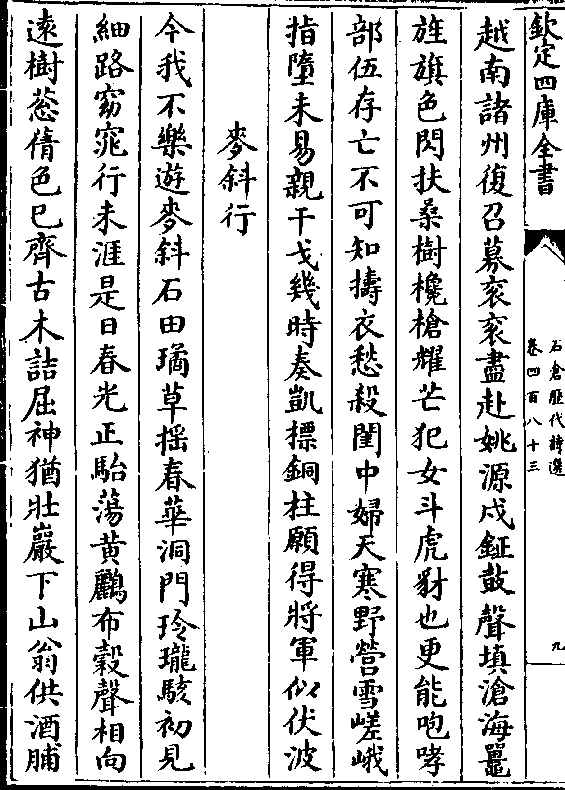 欽定四庫全書
石倉歷代詩選
卷四百八十三
九
越南諸州復召募衮衮盡赴姚源戍鉦鼓聲填滄海鼉
旌旗色閃扶桑樹欃槍耀芒犯女斗虎豺也更能咆哮
部伍存亡不可知擣衣愁殺閨中婦天寒野營雪嵯峨
指墮未易親干戈幾時奏凱摽銅柱願得將軍似伏波
麥斜行
今我不樂遊麥斜石田璚草揺春華洞門玲瓏駭初見
細路窈窕行未涯是日春光正駘蕩黄鸝布穀聲相向
逺樹葱倩色已齊古木詰屈神猶壯巖下山翁供酒脯